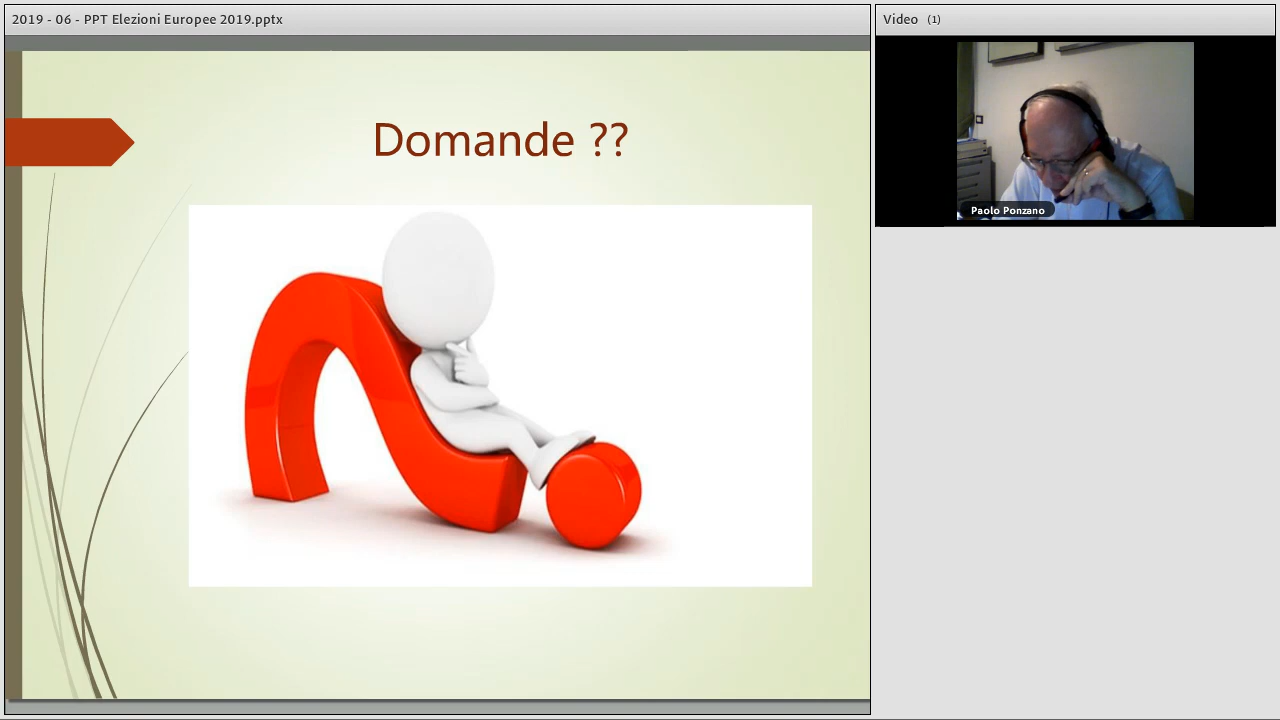 2019 - 06 - PPT Elezioni Europee 2019.pptx
Video (1)
Domande ??
Paolo Ponzano